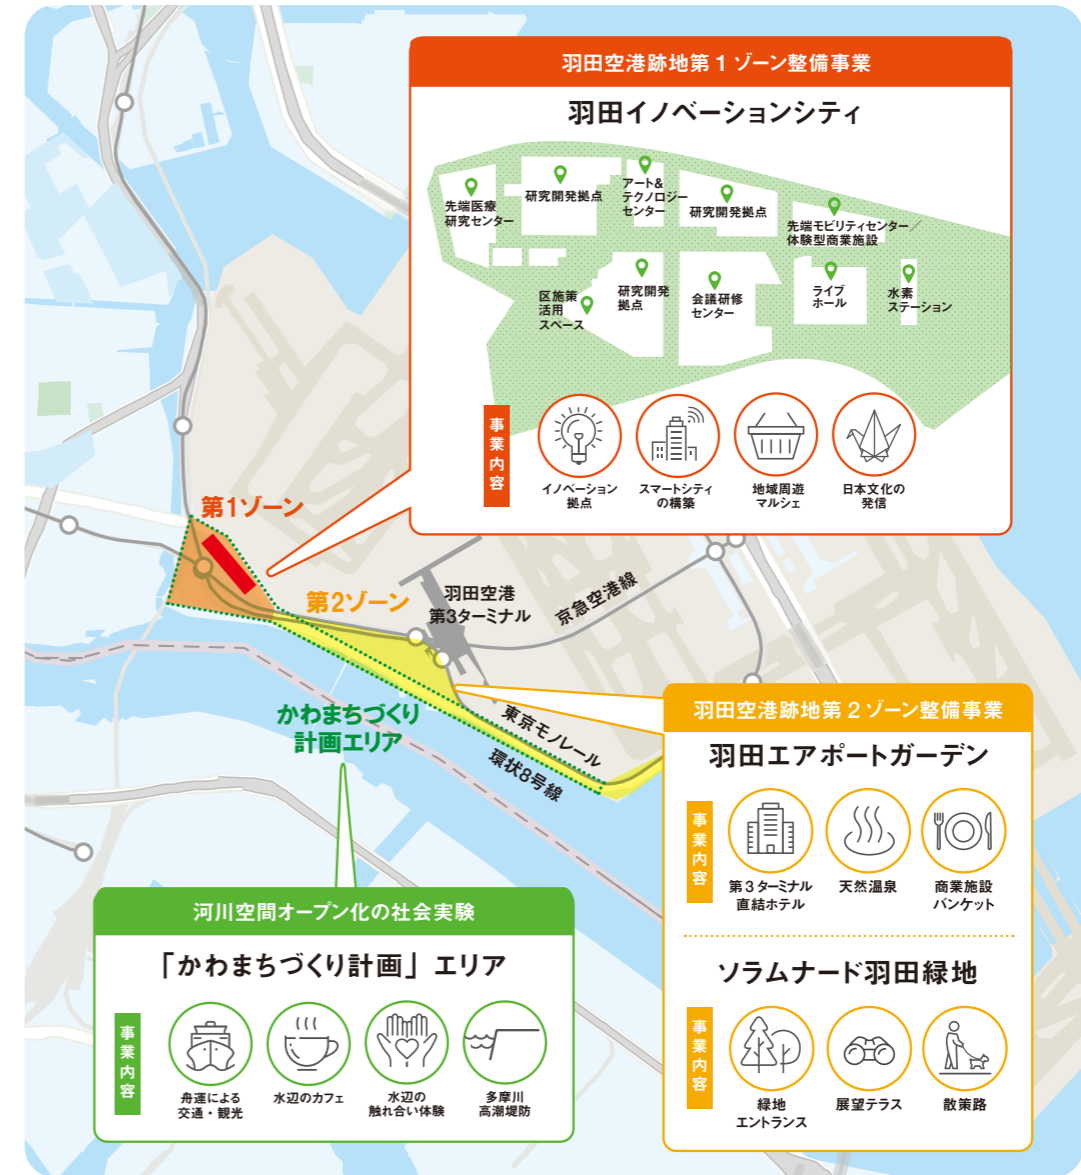 羽田空港跡地第1ゾーン整備事業
羽田イノベーションシティ
先端医療
研究センター
研究開発拠点
アート&
テクノロジー
センター
研究開発拠点
先端モビリティセンター／
体験型商業施設
区施策
活用
スペース
研究開発
拠点
会議研修
センター
ライブ
ホール
水素
ステーション
事業内容
イノベーション
拠点
スマートシティ
の構築
地域周遊
マルシェ
日本文化の
発信
第1ゾーン
第2ゾーン
羽田空港
第3ターミナル
京急空港線
かわまちづくり
計画エリア
東京モノレール
環状8号線
羽田空港跡地第2ゾーン整備事業
羽田エアポートガーデン
事業内容
第3ターミナル
直結ホテル
天然温泉
商業施設
バンケット
ソラムナード羽田緑地
事業内容
緑地
エントランス
展望テラス
散策路
河川空間オープン化の社会実験
「かわまちづくり計画」エリア
事業内容
舟運による
交通・観光
水辺のカフェ
水辺の
触れ合い体験
多摩川
高潮堤防